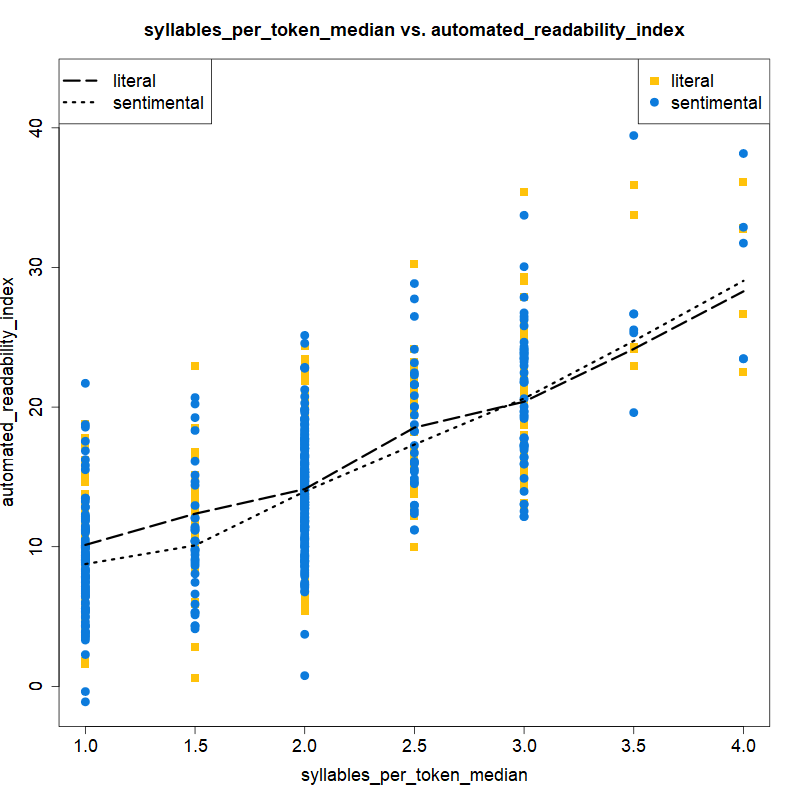 syllables_per_token_median vs. automated_readability_index
literal
sentimental
literal
sentimental
automated_readability_index
40
30
20
10
0
1.0 1.5 2.0 2.5 3.0 3.5 4.0
syllables_per_token_median